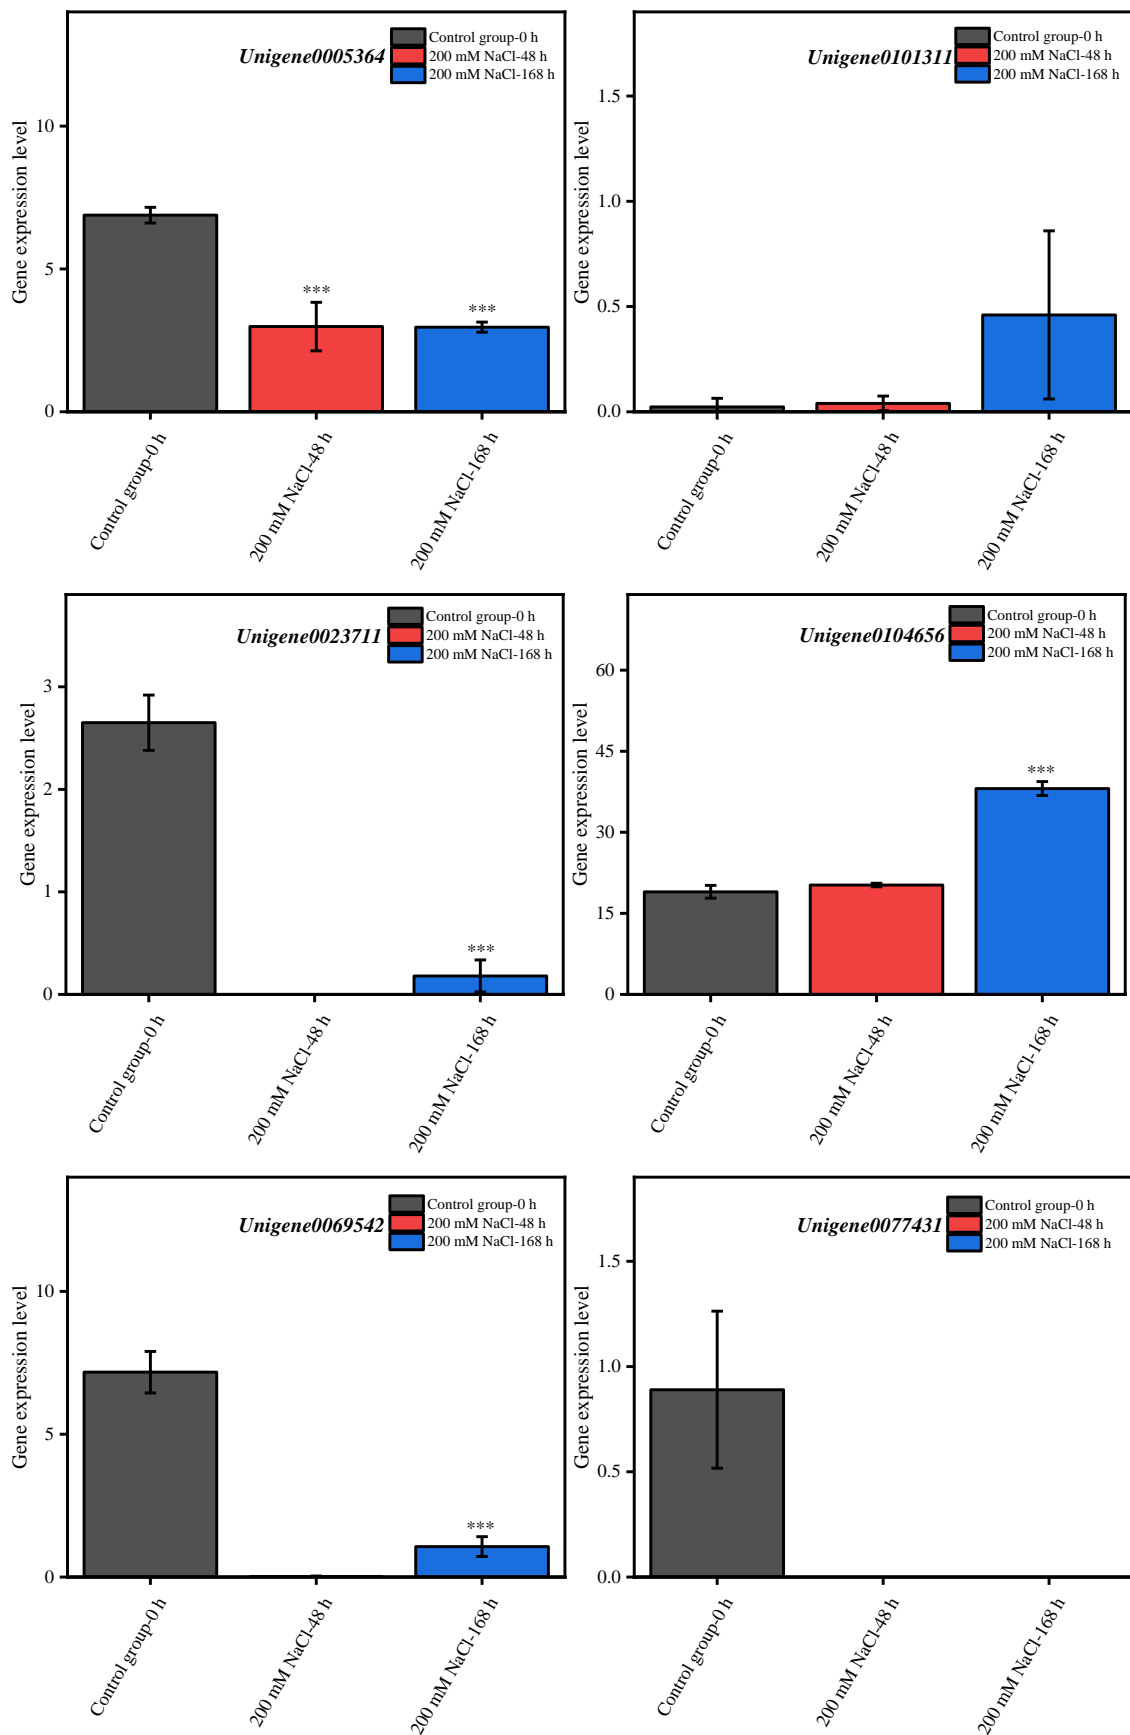 Gene expression level
10
5
0
Unigene0005364
Control group-0 h
200 mM NaCl-48 h
200 mM NaCl-168 h
***
***
Control group-0 h
200 mM NaCl-48 h
200 mM NaCl-168 h
Gene expression level
1.5
1.0
0.5
0.0
Unigene0101311
Control group-0 h
200 mM NaCl-48 h
200 mM NaCl-168 h
Control group-0 h
200 mM NaCl-48 h
200 mM NaCl-168 h
Gene expression level
3
2
1
0
Unigene0023711
Control group-0 h
200 mM NaCl-48 h
200 mM NaCl-168 h
***
Control group-0 h
200 mM NaCl-48 h
200 mM NaCl-168 h
Gene expression level
60
45
30
15
0
Unigene0104656
Control group-0 h
200 mM NaCl-48 h
200 mM NaCl-168 h
***
Control group-0 h
200 mM NaCl-48 h
200 mM NaCl-168 h
Gene expression level
10
5
0
Unigene0069542
Control group-0 h
200 mM NaCl-48 h
200 mM NaCl-168 h
***
Control group-0 h
200 mM NaCl-48 h
200 mM NaCl-168 h
Gene expression level
1.5
1.0
0.5
0.0
Unigene0077431
Control group-0 h
200 mM NaCl-48 h
200 mM NaCl-168 h
Control group-0 h
200 mM NaCl-48 h
200 mM NaCl-168 h